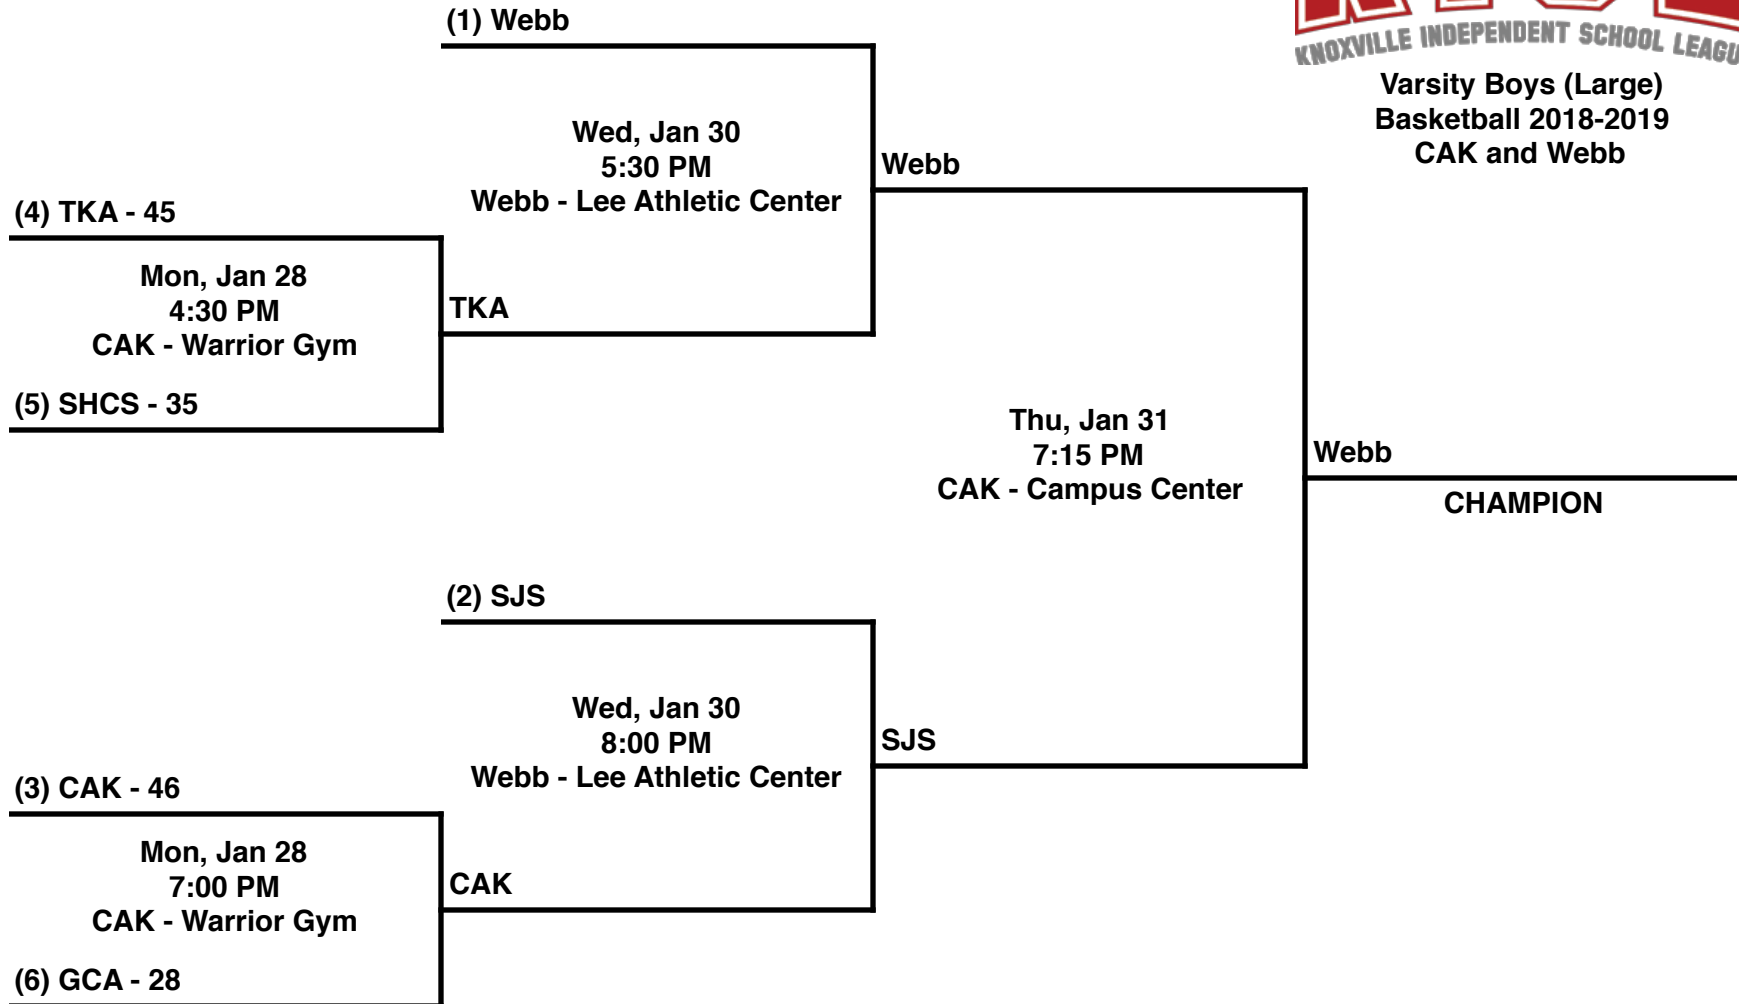 (1) Webb
KNOXVILLE INDEPENDENT SCHOOL
Varsity Boys (Large)
Basketball 2018-2019
CAK and Webb
Wed, Jan 30
5:30 PM
Webb - Lee Athletic Center
Webb
(4) TKA - 45
Mon, Jan 28
4:30 PM
CAK - Warrior Gym
TKA
(5) SHCS - 35
Thu, Jan 31
7:15 PM
CAK - Campus Center
Webb
CHAMPION
(2) SJS
Wed, Jan 30
8:00 PM
Webb - Lee Athletic Center
SJS
(3) CAK - 46
Mon, Jan 28
7:00 PM
CAK - Warrior Gym
CAK
(6) GCA - 28